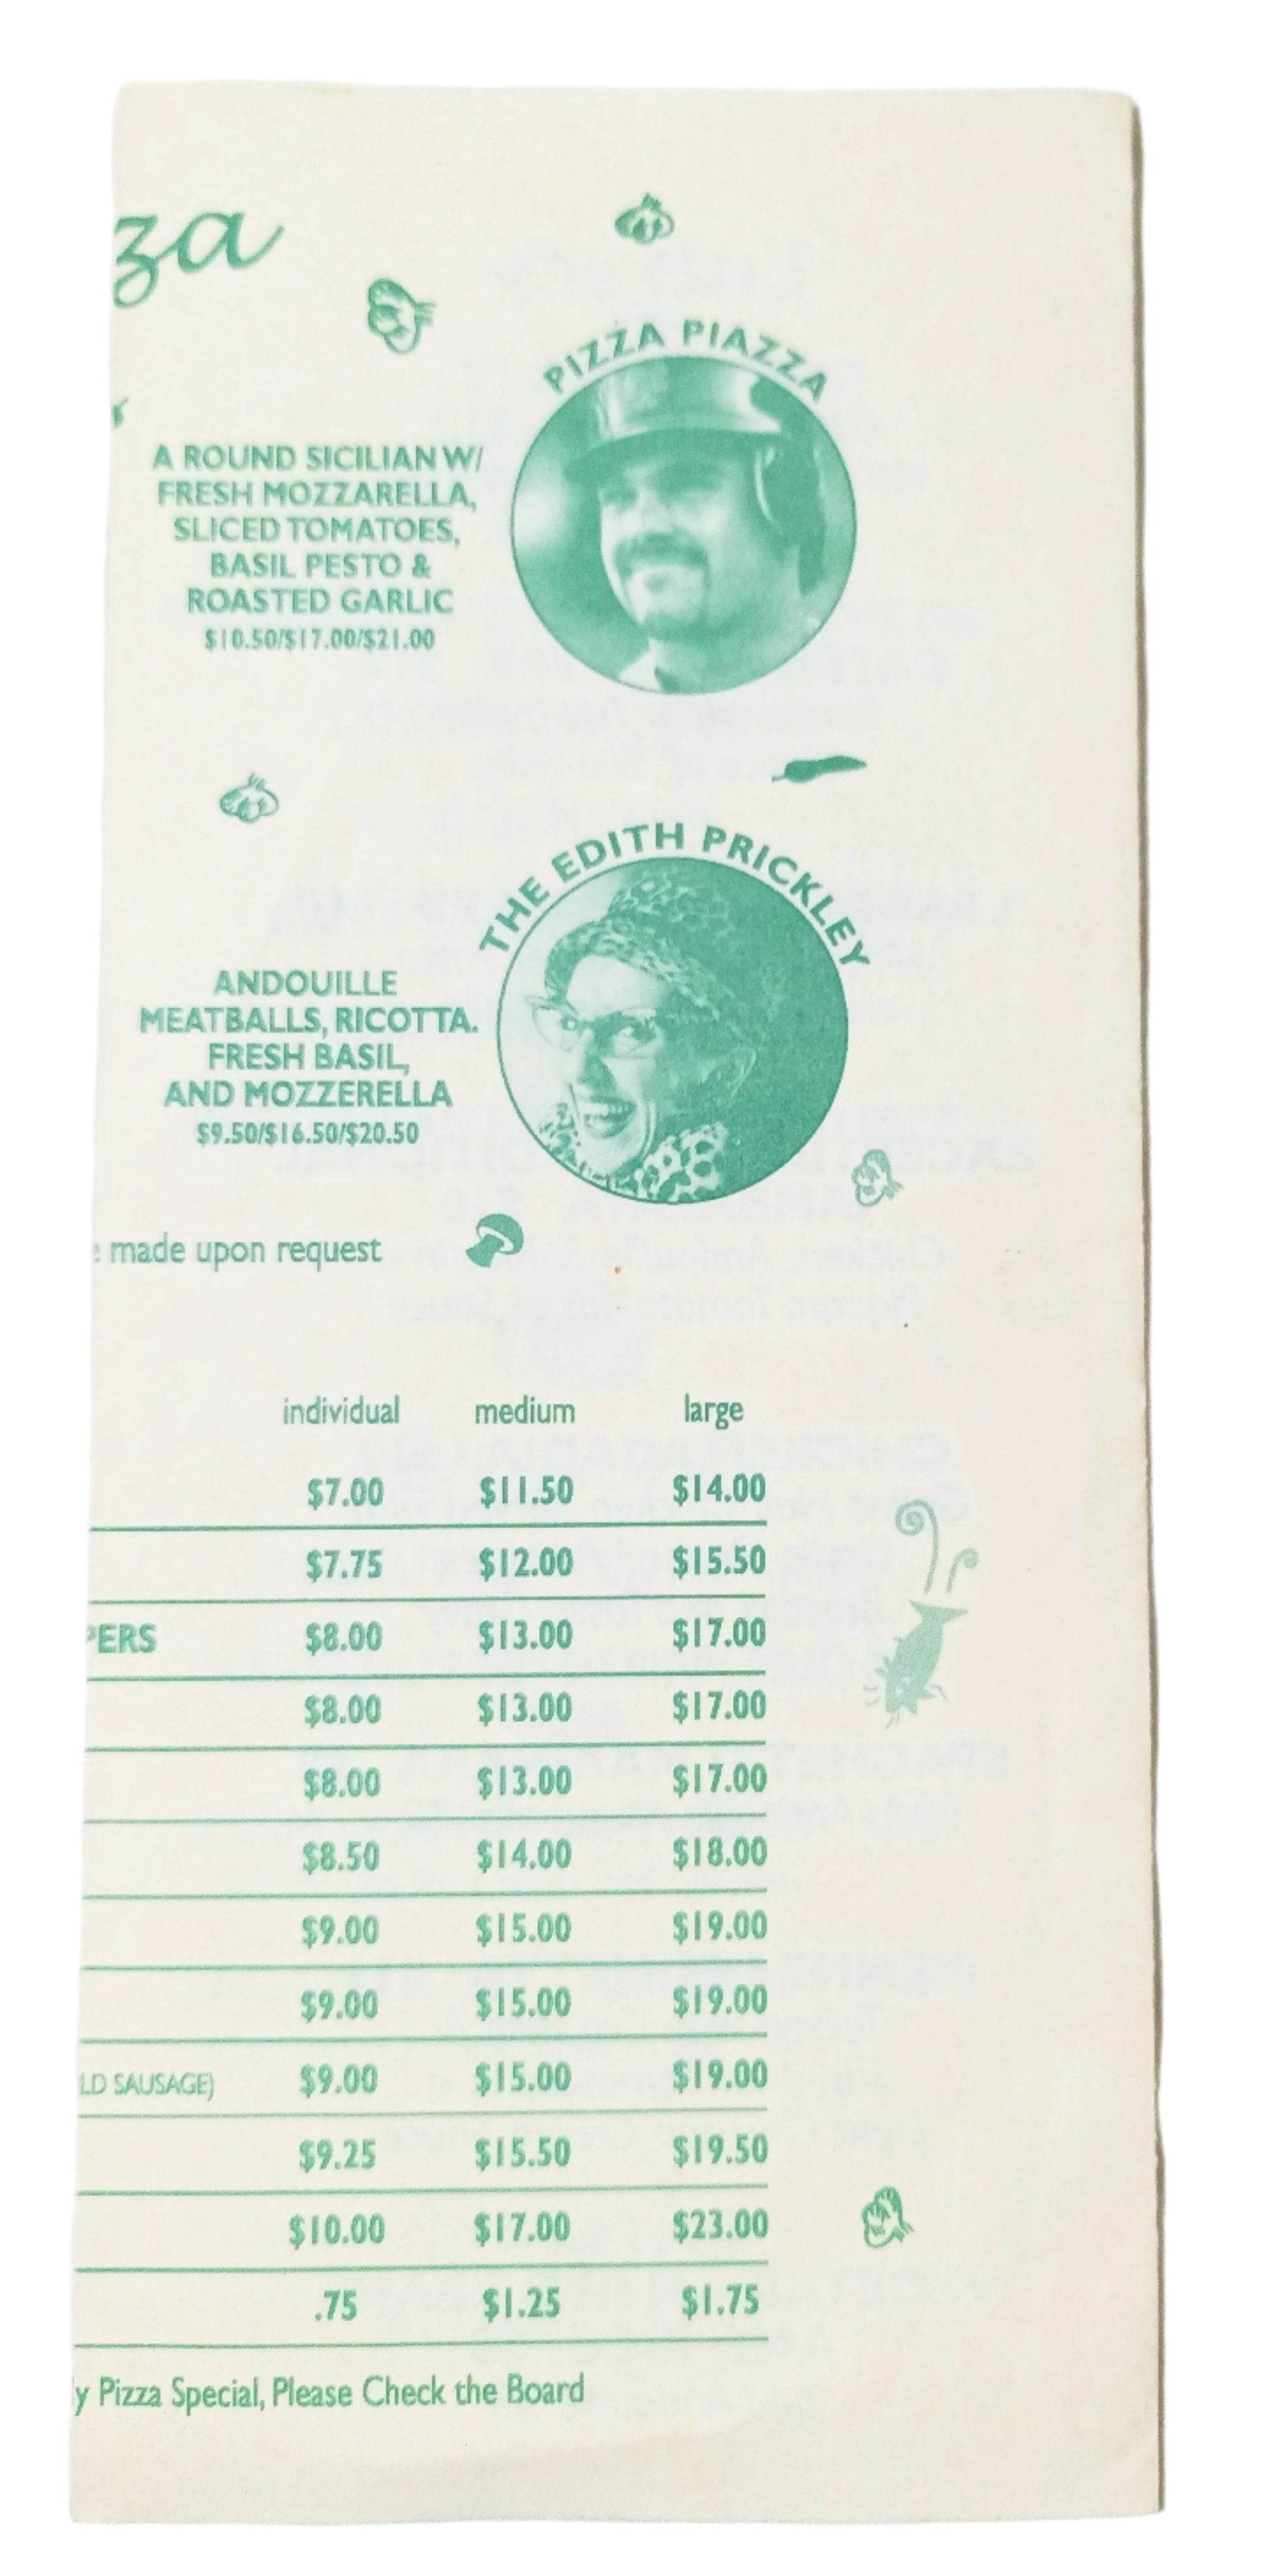 za
PIZZA PIAZZA
A ROUND SICILIAN W/
FRESH MOZZARELLA,
SLICED TOMATOES,
BASIL PESTO &
ROASTED GARLIC
$10.50/$17.00/$21.00
THE EDITH PRICKLEY
ANDOUILLE
MEATBALLS, RICOTTA.
FRESH BASIL,
AND MOZZERELLA
$9.50/$16.50/$20.50
made upon request
individual medium large
$7.00 $11.50 $14.00
$7.75 $12.00 $15.50
PERS $8.00 $13.00 $17.00
$8.00 $13.00 $17.00
$8.00 $13.00 $17.00
$8.50 $14.00 $18.00
$9.00 $15.00 $19.00
$9.00 $15.00 $19.00
LD SAUSAGE) $9.00 $15.00 $19.00
$9.25 $15.50 $19.50
$10.00 $17.00 $23.00
.75 $1.25 $1.75
y Pizza Special, Please Check the Board